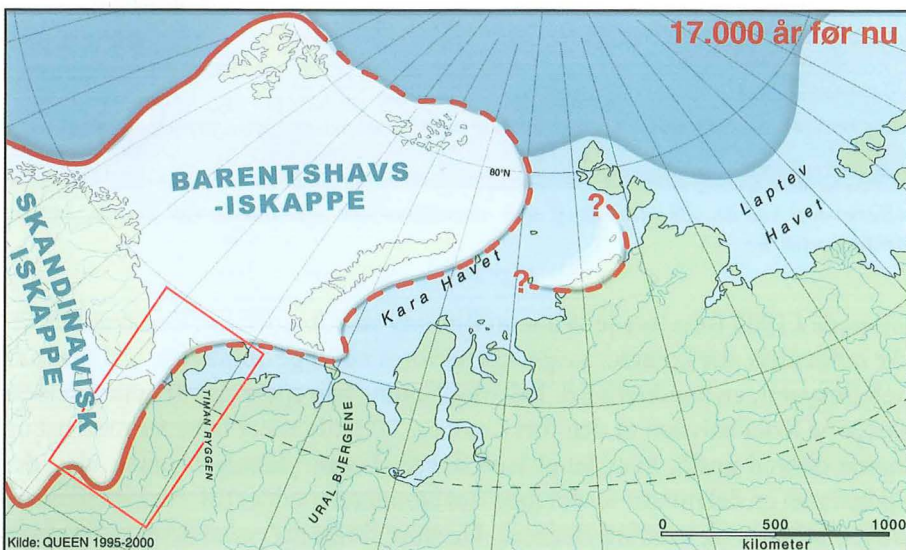 17.000 år før nu
BARENTSHAVS
-ISKAPPE
SKANDINAVISK
ISKAPPE
80°N
?
?
Laptev
Havet
Kara Havet
TIMAN RYGGEN
URAL BJERGENE
0 500 1000
kilometer
Kilde: QUEEN 1995-2000